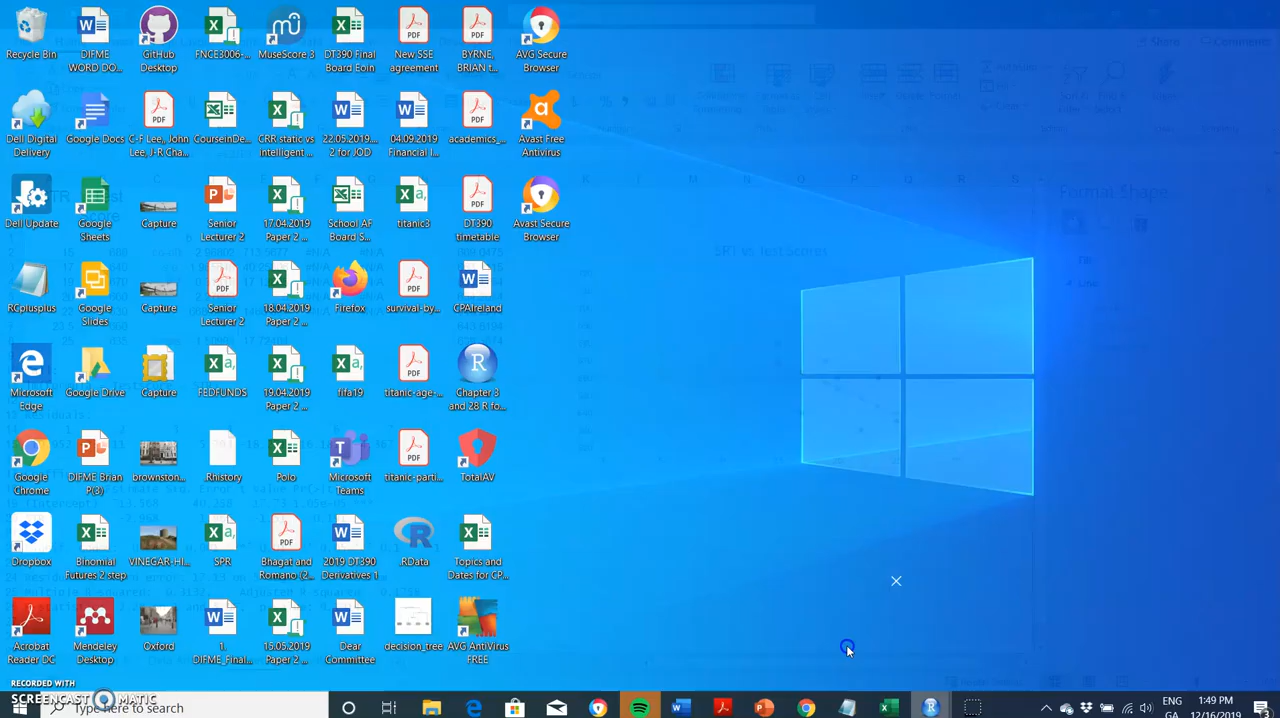 Recycle Bin
DIFME
WORD DO...
GitHub
Desktop
FNCE3006-...
MuseScore 3
DT390 Final
Board Eoin
New SSE
agreement
BYRNE,
BRIAN t...
AVG Secure
Browser
Dell Digital
Delivery
Google Docs
C-F Lee,, John
Lee, J-R Cha...
CourseinDe...
CRR static vs
intelligent ...
22.05.2019...
2 for JOD
04.09.2019
Financial I...
academics_...
Avast Free
Antivirus
Dell Update
Google
Sheets
Capture
Senior
Lecturer 2
17.04.2019
Paper 2 ...
School AF
Board S...
titanic3
DT390
timetable
Avast Secure
Browser
Format Shape
SRT vs Test Scores
RCplusplus
Google
Slides
Capture
Senior
Lecturer 2
18.04.2019
Paper 2 ...
Firefox
survival-by...
CPAIreland
Microsoft
Edge
Google Drive
Capture
FEDFUNDS
19.04.2019
Paper 2 ...
fifa19
titanic-age-...
Chapter 3
and 28 R fo...
Google
Chrome
DIFME Brian
P(3)
brownston...
Rhistory
Polo
Microsoft
Teams
titanic-parti...
TotalAV
Dropbox
Binomial
Futures 2 step
VINEGAR-HI...
SPR
Bhagat and
Romano (2...
2019 DT390
Derivatives 1
.RData
Topics and
Dates for CP...
Acrobat
Reader DC
Mendeley
Desktop
Oxford
1.
DIFME_Final...
15.05.2019
Paper 2 ...
Dear
Committee
decision_tree
AVG AntiVirus
FREE
RECORDED WITH
SCREENCAST MATIC
Type here to search
ENG
GA
1:49 PM
12/16/2019